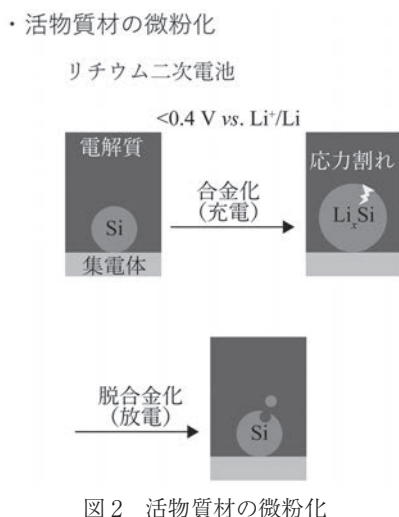 ・活物質材の微粉化
リチウム二次電池
<0.4 V vs. Li⁺/Li
電解質
Si
集電体
合金化
(充電)
応力割れ
LiₓSi
脱合金化
(放電)
Si
図2 活物質材の微粉化